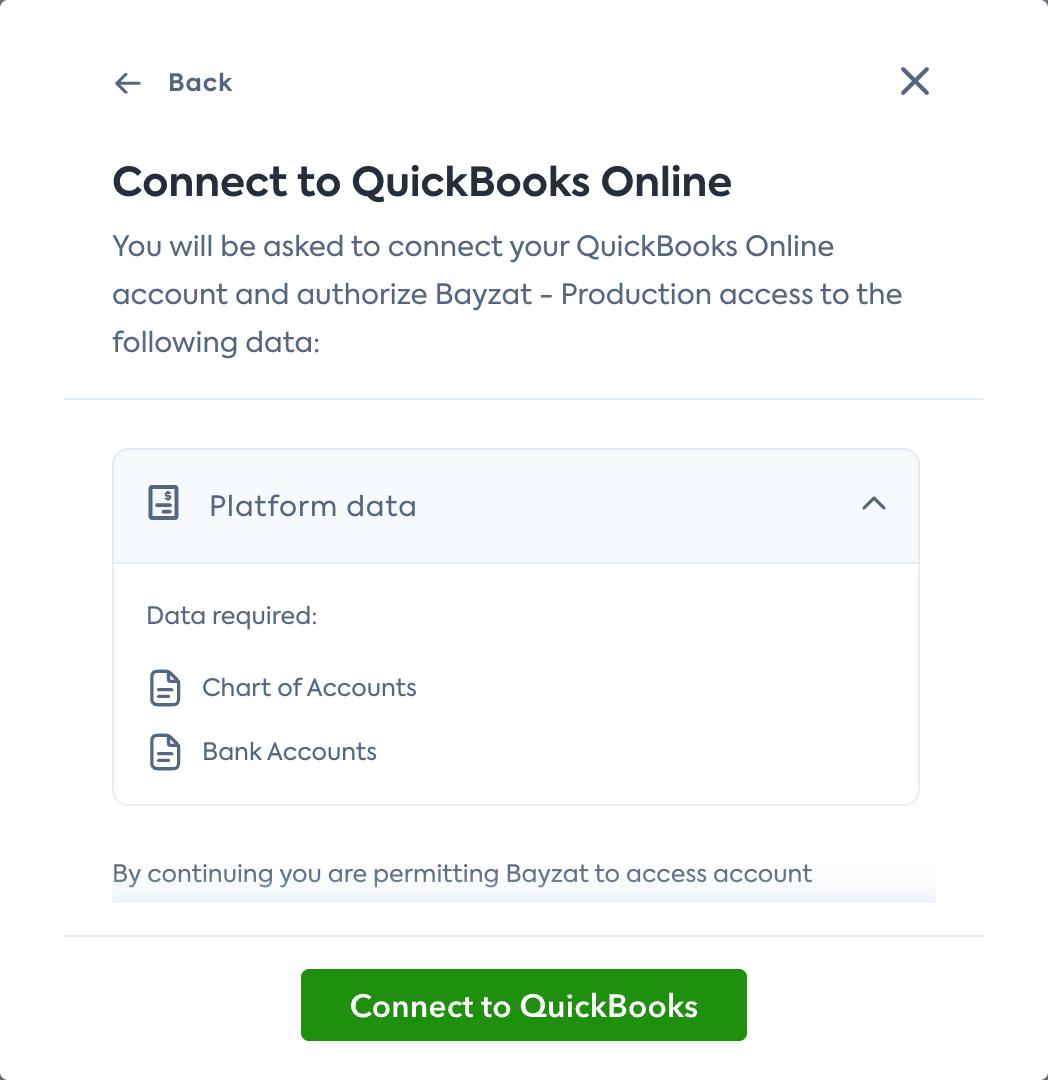 Back
Connect to QuickBooks Online
You will be asked to connect your QuickBooks Online
account and authorize Bayzat - Production access to the
following data:
Platform data
Data required:
Chart of Accounts
Bank Accounts
By continuing you are permitting Bayzat to access account
Connect to QuickBooks